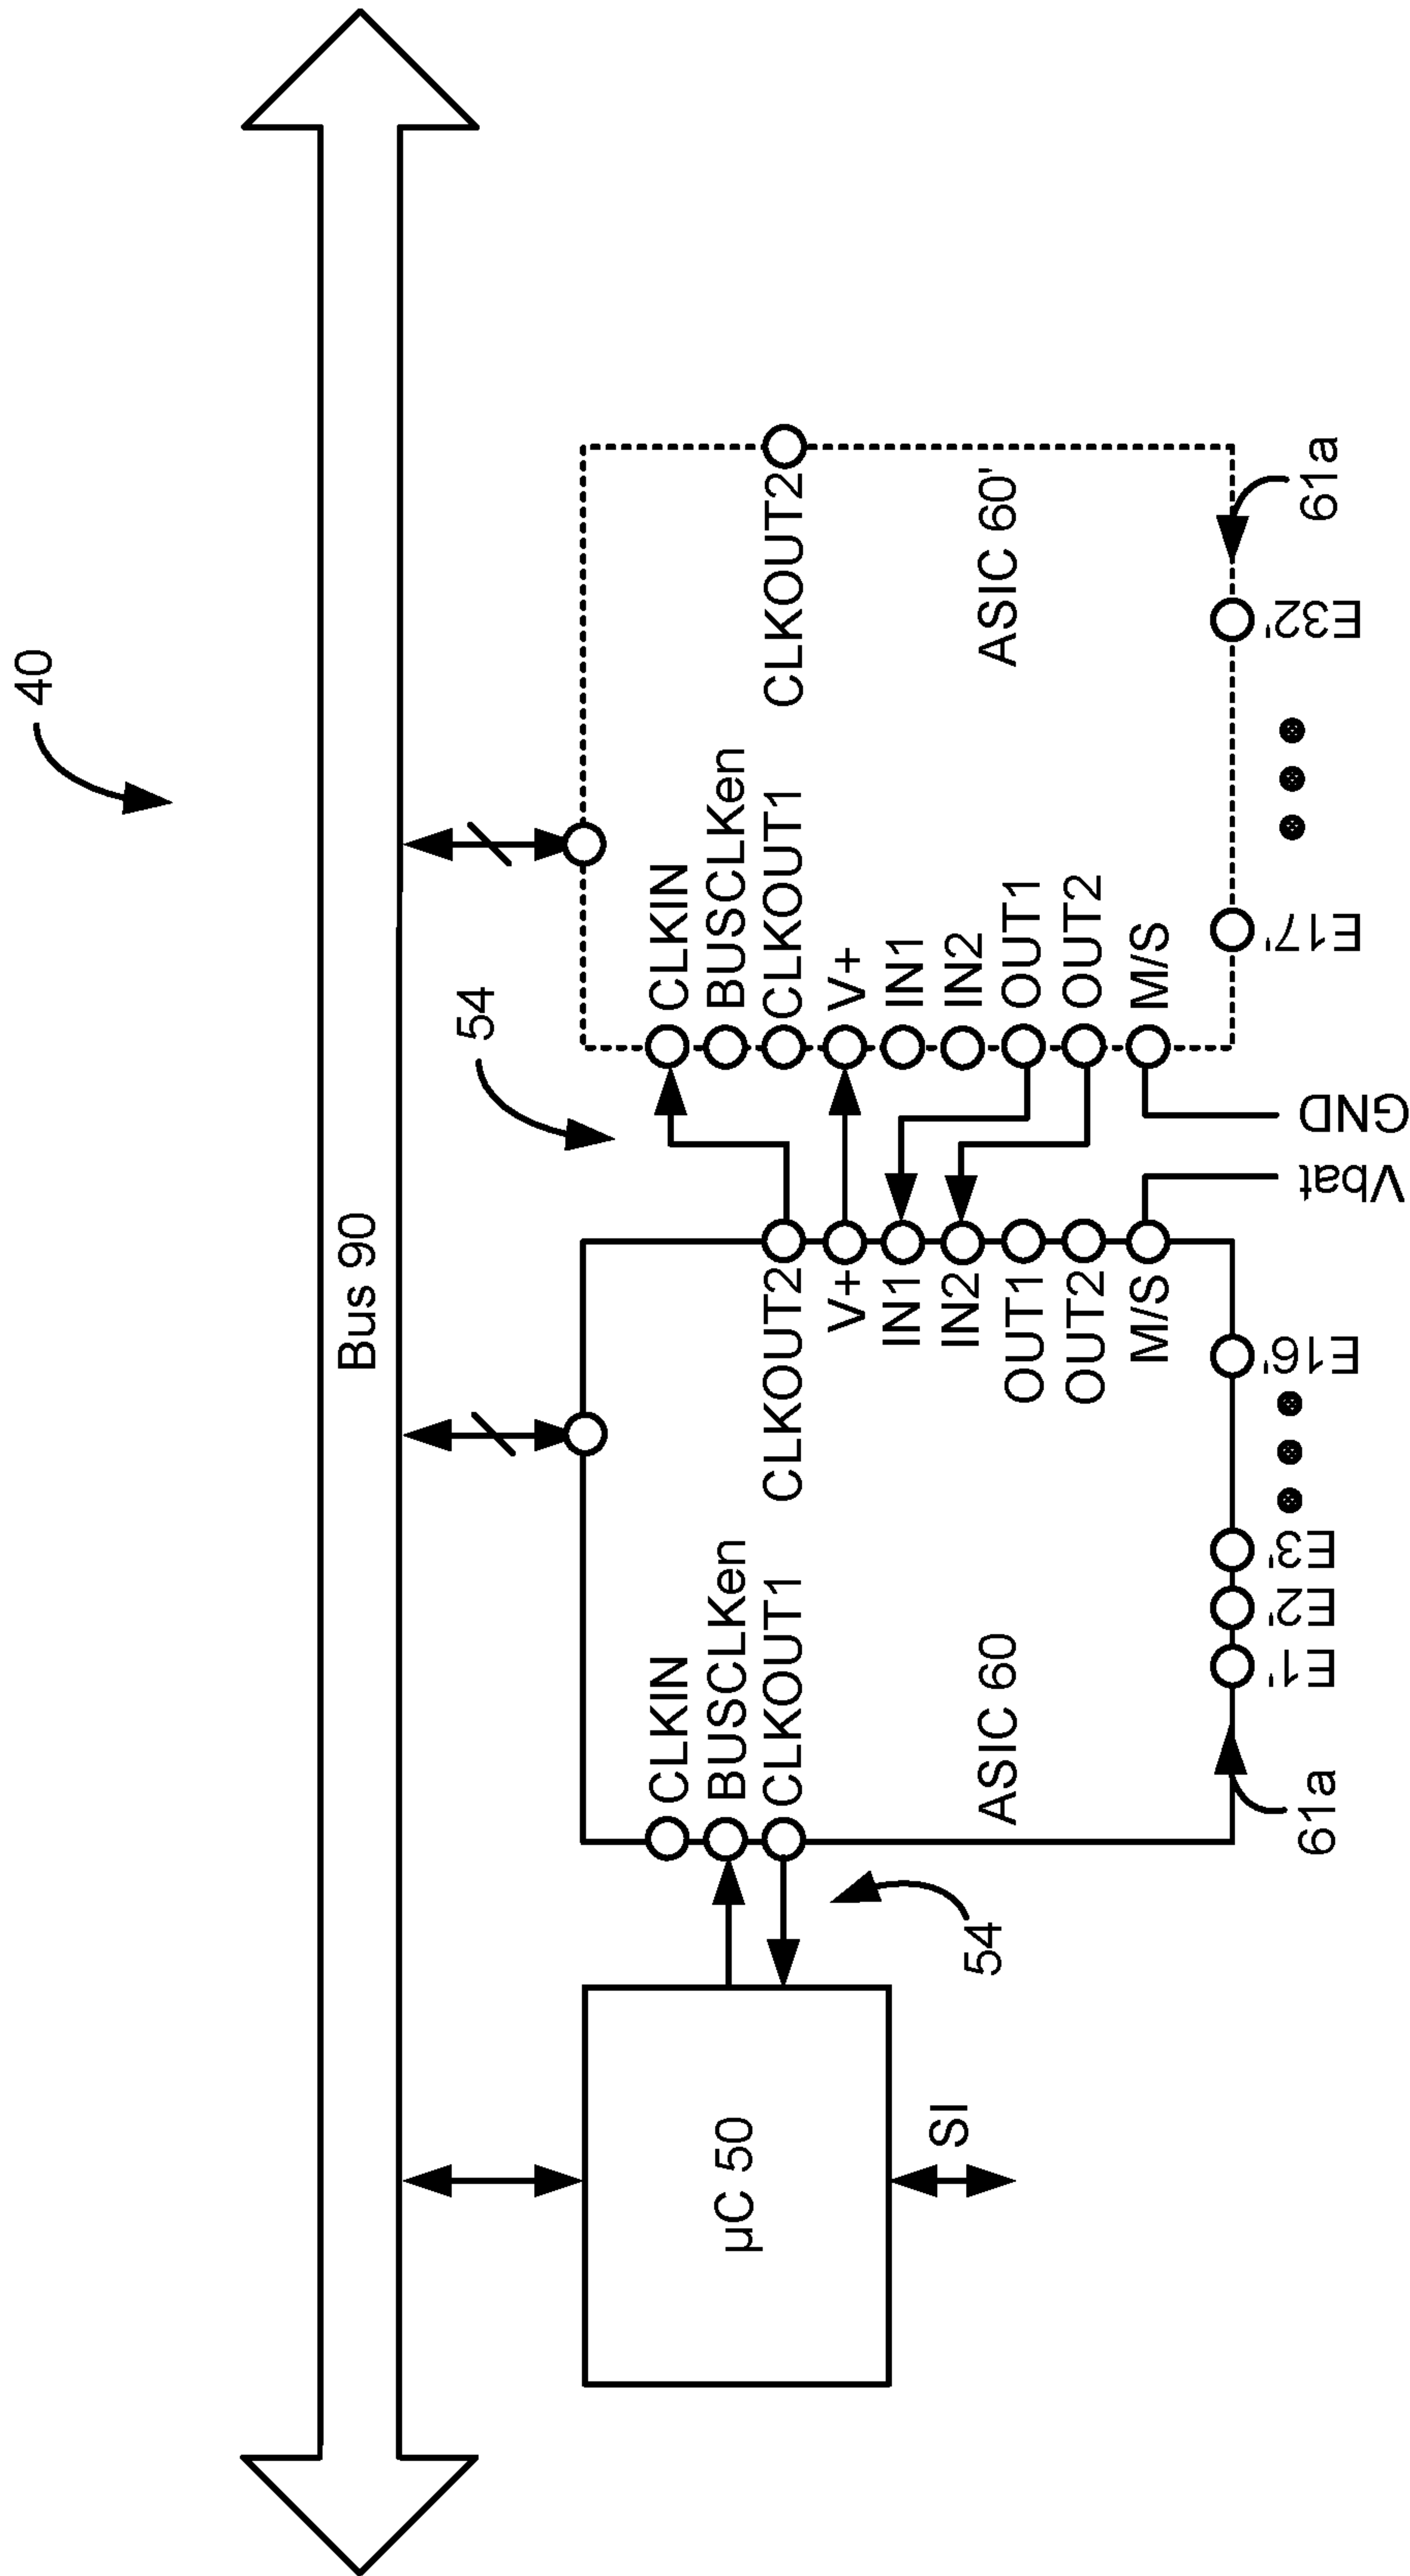 40
Bus 90
54
µC 50
SI
54
CLKIN
BUSCLKen
CLKOUT1
CLKOUT2
V+
IN1
IN2
OUT1
OUT2
M/S
ASIC 60
61a
E1'
E2'
E3'
E16'
Vbat
GND
CLKIN
BUSCLKen
CLKOUT1
CLKOUT2
V+
IN1
IN2
OUT1
OUT2
M/S
ASIC 60'
E17'
E32'
61a